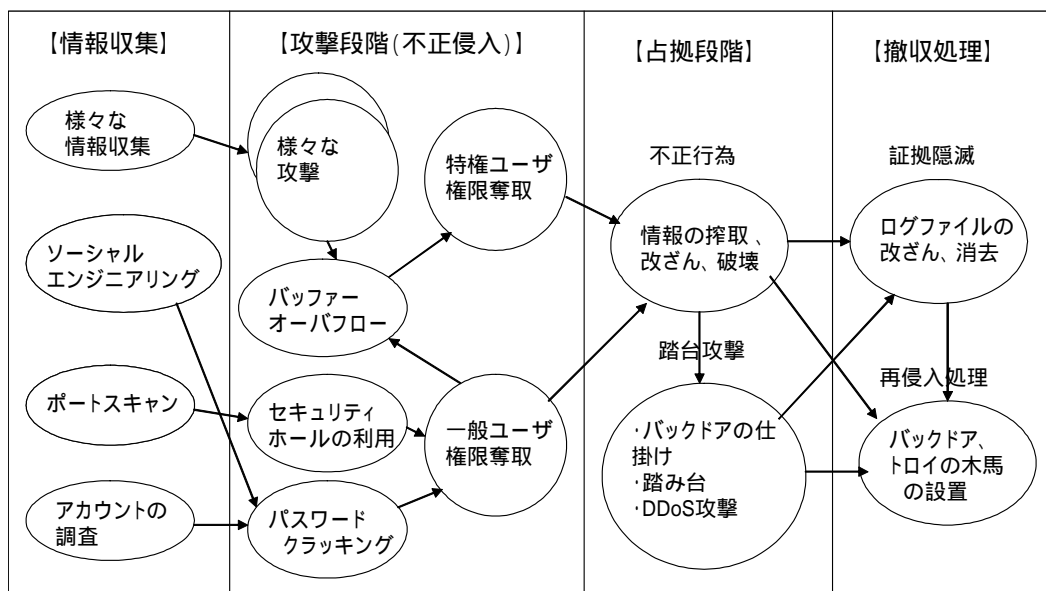 【情報収集】
【攻撃段階(不正侵入)】
【占拠段階】
【撤収処理】
様々な
情報収集
ソーシャル
エンジニアリング
ポートスキャン
アカウントの
調査
様々な
攻撃
特権ユーザ
権限奪取
バッファー
オーバフロー
セキュリティ
ホールの利用
一般ユーザ
権限奪取
パスワード
クラッキング
不正行為
情報の搾取、
改ざん、破壊
踏台攻撃
・バックドアの仕
掛け
・踏み台
・DDoS攻撃
証拠隠滅
ログファイルの
改ざん、消去
再侵入処理
バックドア、
トロイの木馬
の設置